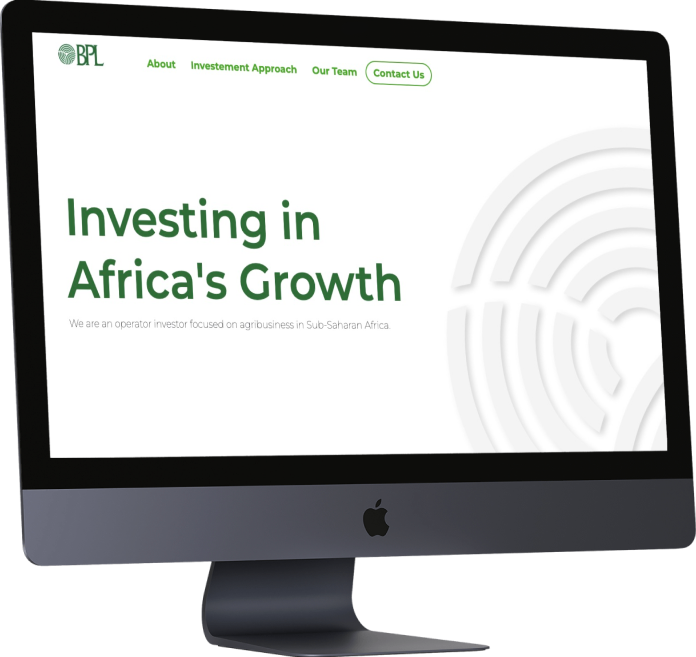 BPL
About Investement Approach Our Team Contact Us
Investing in
Africa's Growth
We are an operator investor focused on agribusiness in Sub-Saharan Africa.